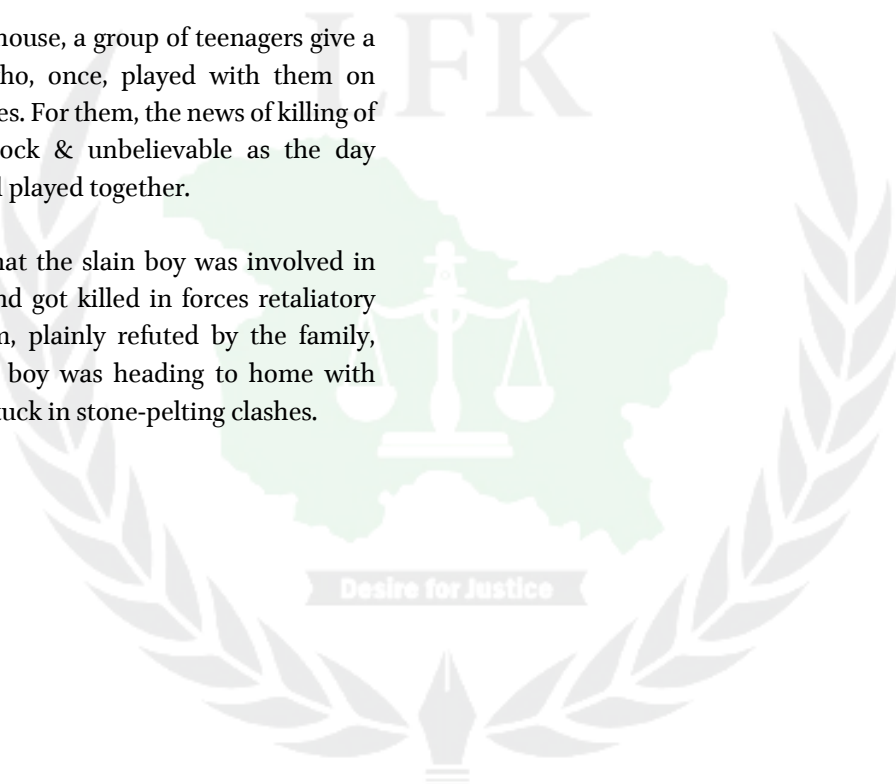 LFK
house, a group of teenagers give a
ho, once, played with them on
es. For them, the news of killing of
ock & unbelievable as the day
played together.
hat the slain boy was involved in
nd got killed in forces retaliatory
n, plainly refuted by the family,
boy was heading to home with
tuck in stone-pelting clashes.
Desire for Justice